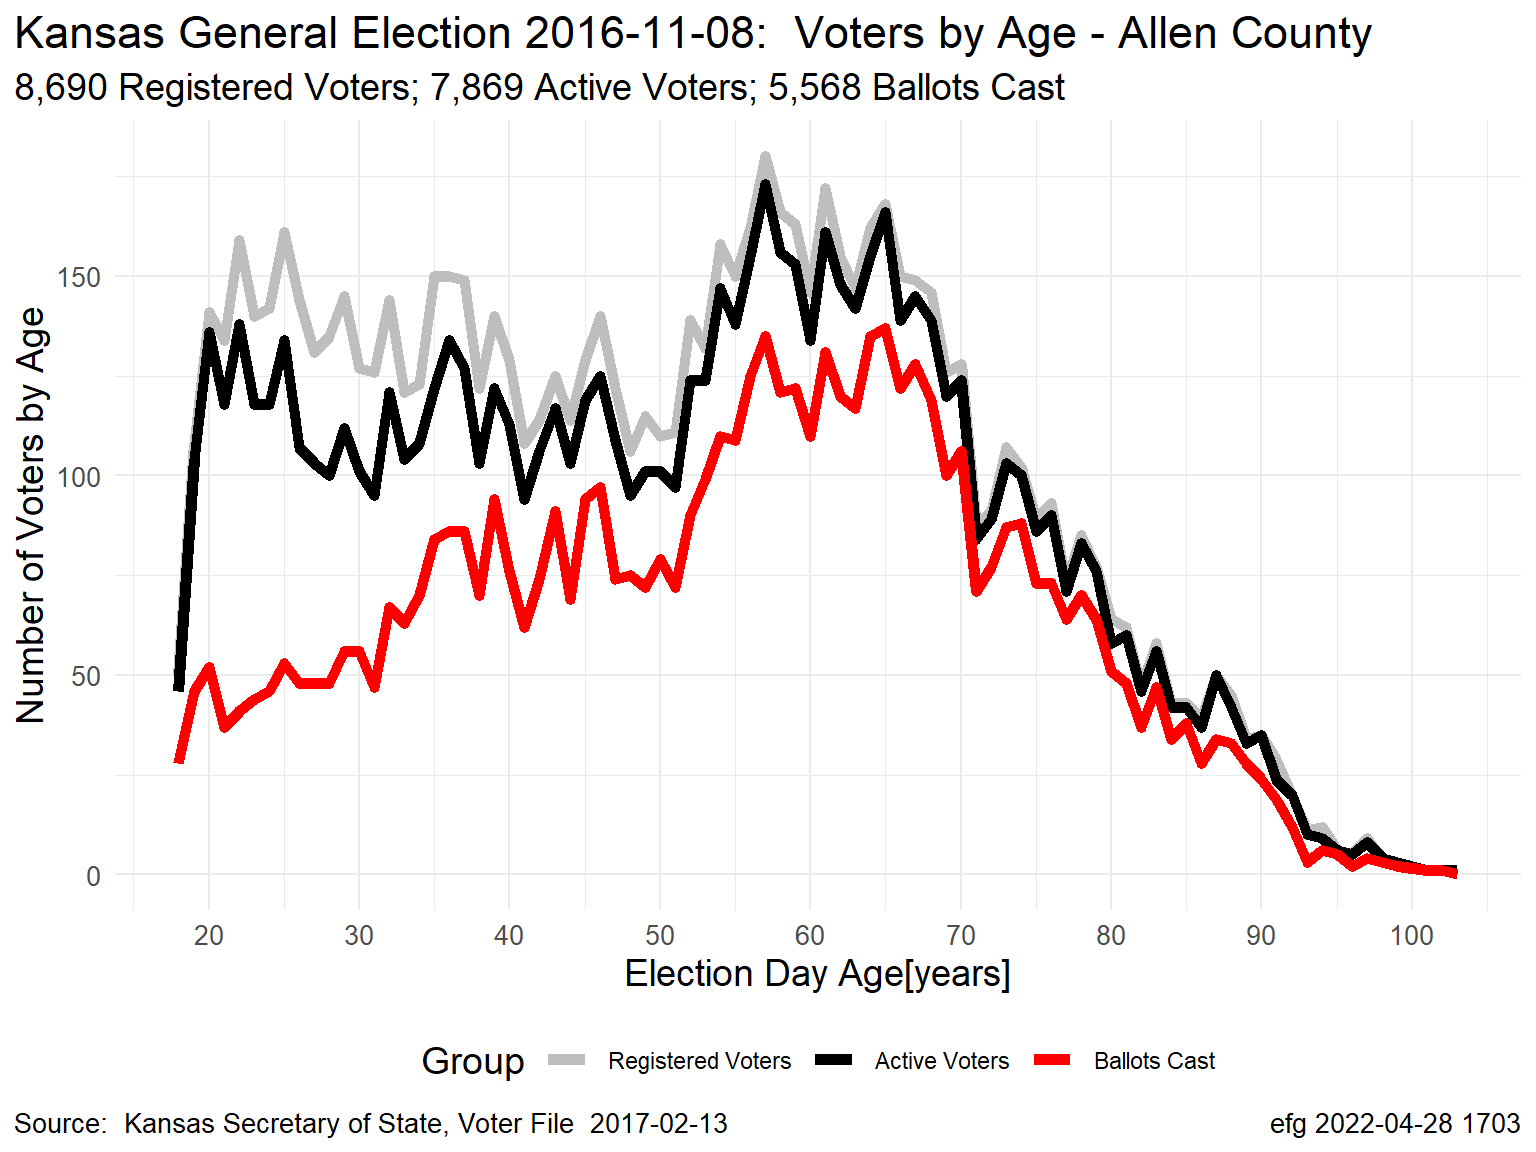 Kansas General Election 2016-11-08:  Voters by Age - Allen County
8,690 Registered Voters; 7,869 Active Voters; 5,568 Ballots Cast
Number of Voters by Age
150
100
50
0
20 30 40 50 60 70 80 90 100
Election Day Age[years]
Group Registered Voters Active Voters Ballots Cast
Source:  Kansas Secretary of State, Voter File  2017-02-13
efg 2022-04-28 1703